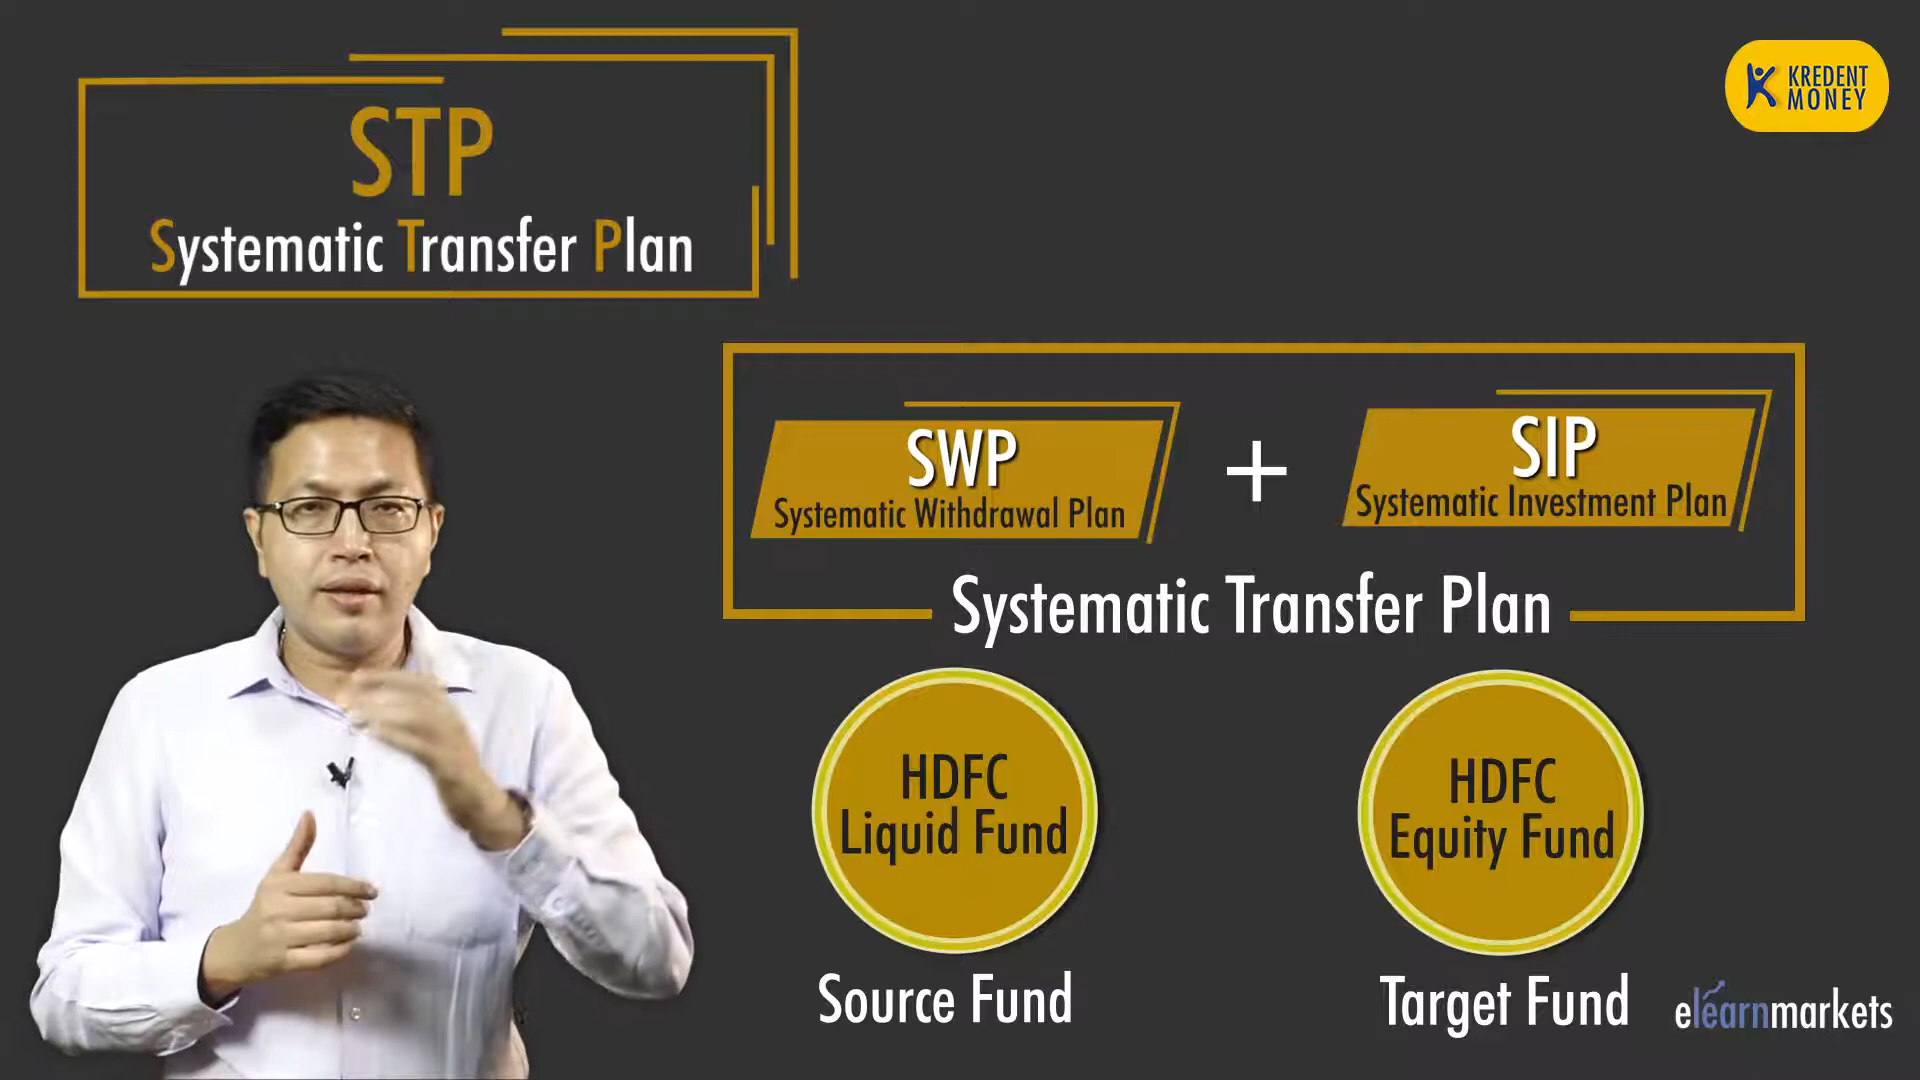 STP
Systematic Transfer Plan
KREDENT
MONEY
SWP
Systematic Withdrawal Plan
+
SIP
Systematic Investment Plan
Systematic Transfer Plan
HDFC
Liquid Fund
HDFC
Equity Fund
Source Fund
Target Fund
elearnmarkets